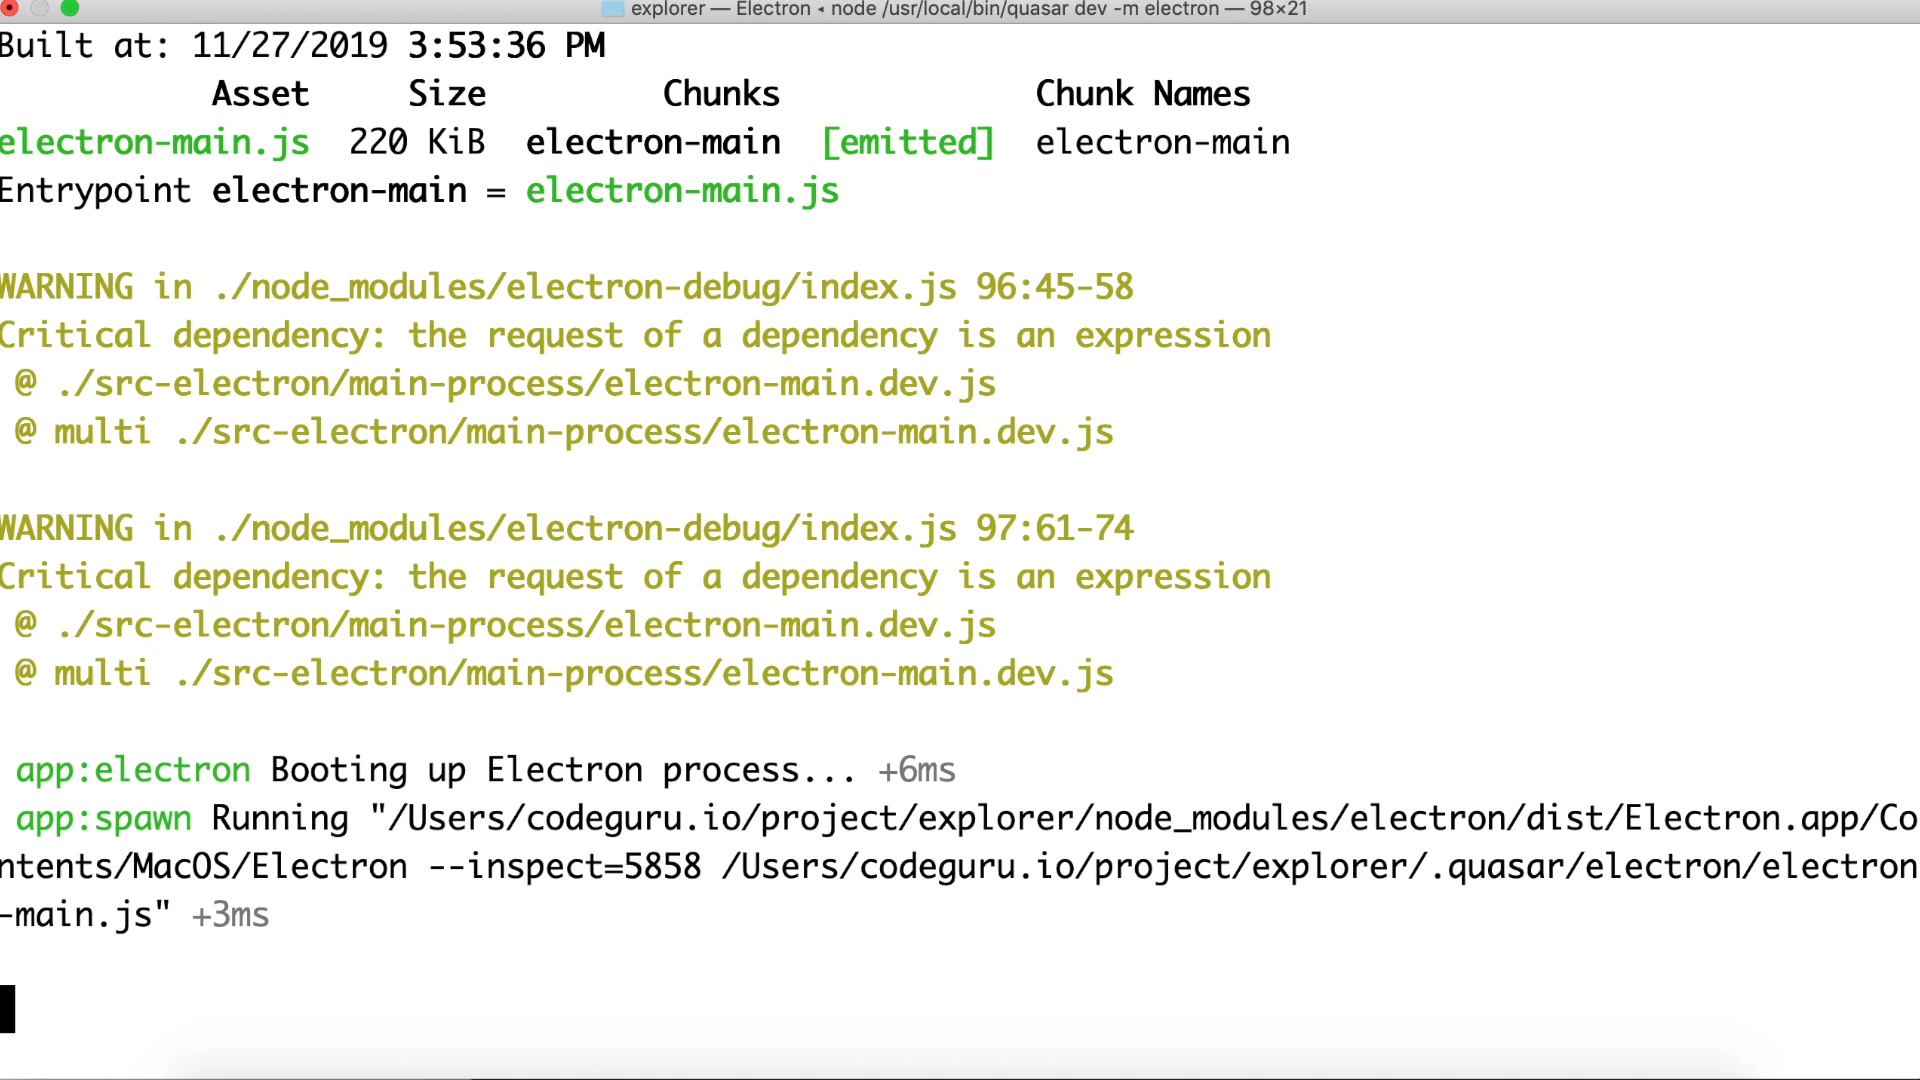 explorer — Electron ◂ node /usr/local/bin/quasar dev -m electron — 98×21
Built at: 11/27/2019 3:53:36 PM
Asset Size Chunks Chunk Names
electron-main.js 220 KiB electron-main [emitted] electron-main
Entrypoint electron-main = electron-main.js
WARNING in ./node_modules/electron-debug/index.js 96:45-58
Critical dependency: the request of a dependency is an expression
@ ./src-electron/main-process/electron-main.dev.js
@ multi ./src-electron/main-process/electron-main.dev.js
WARNING in ./node_modules/electron-debug/index.js 97:61-74
Critical dependency: the request of a dependency is an expression
@ ./src-electron/main-process/electron-main.dev.js
@ multi ./src-electron/main-process/electron-main.dev.js
app:electron Booting up Electron process... +6ms
app:spawn Running "/Users/codeguru.io/project/explorer/node_modules/electron/dist/Electron.app/Co
ntents/MacOS/Electron --inspect=5858 /Users/codeguru.io/project/explorer/.quasar/electron/electron
-main.js" +3ms